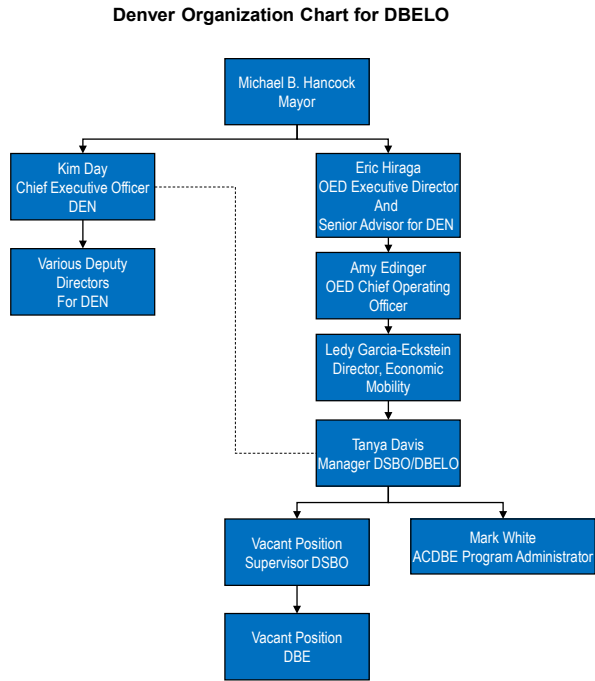 Denver Organization Chart for DBELO
Michael B. Hancock
Mayor
Kim Day
Chief Executive Officer
DEN
Eric Hiraga
OED Executive Director
And
Senior Advisor for DEN
Various Deputy
Directors
For DEN
Amy Edinger
OED Chief Operating
Officer
Ledy Garcia-Eckstein
Director, Economic
Mobility
Tanya Davis
Manager DSBO/DBELO
Vacant Position
Supervisor DSBO
Mark White
ACDBE Program Administrator
Vacant Position
DBE